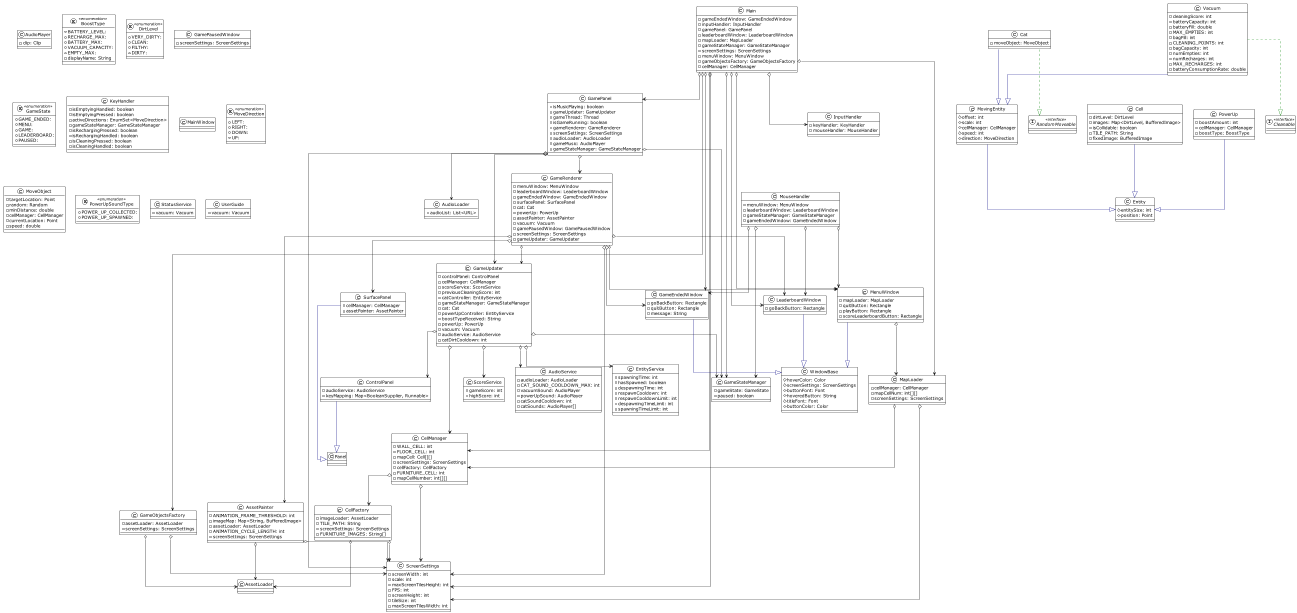 AudioPlayer
clip: Clip
«enumeration»
BoostType
BATTERY_LEVEL:
RECHARGE_MAX:
BATTERY_MAX:
VACUUM_CAPACITY:
EMPTY_MAX:
displayName: String
«enumeration»
DirtLevel
VERY_DIRTY:
CLEAN:
FILTHY:
DIRTY:
GamePausedWindow
screenSettings: ScreenSettings
Main
gameEndedWindow: GameEndedWindow
inputHandler: InputHandler
gamePanel: GamePanel
leaderboardWindow: LeaderboardWindow
mapLoader: MapLoader
gameStateManager: GameStateManager
screenSettings: ScreenSettings
menuWindow: MenuWindow
gameObjectsFactory: GameObjectsFactory
cellManager: CellManager
Cat
moveObject: MoveObject
Vacuum
cleaningScore: int
batteryCapacity: int
batteryFill: double
MAX_EMPTIES: int
bagFill: int
CLEANING_POINTS: int
bagCapacity: int
numEmpties: int
numRecharges: int
MAX_RECHARGES: int
batteryConsumptionRate: double
«enumeration»
GameState
GAME_ENDED:
MENU:
GAME:
LEADERBOARD:
PAUSED:
KeyHandler
isEmptyingHandled: boolean
isEmptyingPressed: boolean
activeDirections: EnumSet<MoveDirection>
gameStateManager: GameStateManager
isRechargingPressed: boolean
isRechargingHandled: boolean
isCleaningPressed: boolean
isCleaningHandled: boolean
MainWindow
«enumeration»
MoveDirection
LEFT:
RIGHT:
DOWN:
UP:
GamePanel
isMusicPlaying: boolean
gameUpdater: GameUpdater
gameThread: Thread
isGameRunning: boolean
gameRenderer: GameRenderer
screenSettings: ScreenSettings
audioLoader: AudioLoader
gameMusic: AudioPlayer
gameStateManager: GameStateManager
InputHandler
keyHandler: KeyHandler
mouseHandler: MouseHandler
MovingEntity
offset: int
scale: int
cellManager: CellManager
speed: int
direction: MoveDirection
«interface»
RandomMoveable
Cell
dirtLevel: DirtLevel
images: Map<DirtLevel, BufferedImage>
isCollidable: boolean
TILE_PATH: String
fixedImage: BufferedImage
PowerUp
boostAmount: int
cellManager: CellManager
boostType: BoostType
«interface»
Cleanable
MoveObject
targetLocation: Point
random: Random
minDistance: double
cellManager: CellManager
currentLocation: Point
speed: double
«enumeration»
PowerUpSoundType
POWER_UP_COLLECTED:
POWER_UP_SPAWNED:
StatusService
vacuum: Vacuum
UserGuide
vacuum: Vacuum
AudioLoader
audioList: List<URL>
GameRenderer
menuWindow: MenuWindow
leaderboardWindow: LeaderboardWindow
gameEndedWindow: GameEndedWindow
surfacePanel: SurfacePanel
cat: Cat
powerUp: PowerUp
assetPainter: AssetPainter
vacuum: Vacuum
gamePausedWindow: GamePausedWindow
screenSettings: ScreenSettings
gameUpdater: GameUpdater
MouseHandler
menuWindow: MenuWindow
leaderboardWindow: LeaderboardWindow
gameStateManager: GameStateManager
gameEndedWindow: GameEndedWindow
Entity
entitySize: int
position: Point
SurfacePanel
cellManager: CellManager
assetPainter: AssetPainter
GameUpdater
controlPanel: ControlPanel
cellManager: CellManager
scoreService: ScoreService
previousCleaningScore: int
catController: EntityService
gameStateManager: GameStateManager
cat: Cat
powerUpController: EntityService
boostTypeReceived: String
powerUp: PowerUp
vacuum: Vacuum
audioService: AudioService
catDirtCooldown: int
GameEndedWindow
goBackButton: Rectangle
quitButton: Rectangle
message: String
LeaderboardWindow
goBackButton: Rectangle
MenuWindow
mapLoader: MapLoader
quitButton: Rectangle
playButton: Rectangle
scoreLeaderboardButton: Rectangle
ControlPanel
audioService: AudioService
keyMapping: Map<BooleanSupplier, Runnable>
ScoreService
gameScore: int
highScore: int
AudioService
audioLoader: AudioLoader
CAT_SOUND_COOLDOWN_MAX: int
vacuumSound: AudioPlayer
powerUpSound: AudioPlayer
catSoundCooldown: int
catSounds: AudioPlayer[]
EntityService
spawningTime: int
hasSpawned: boolean
despawningTime: int
respawnCooldown: int
respawnCooldownLimit: int
despawningTimeLimit: int
spawningTimeLimit: int
GameStateManager
gameState: GameState
paused: boolean
WindowBase
hoverColor: Color
screenSettings: ScreenSettings
buttonFont: Font
hoveredButton: String
titleFont: Font
buttonColor: Color
MapLoader
cellManager: CellManager
mapCellNum: int[][]
screenSettings: ScreenSettings
Panel
CellManager
WALL_CELL: int
FLOOR_CELL: int
mapCell: Cell[][]
screenSettings: ScreenSettings
cellFactory: CellFactory
FURNITURE_CELL: int
mapCellNumber: int[][]
GameObjectsFactory
assetLoader: AssetLoader
screenSettings: ScreenSettings
AssetPainter
ANIMATION_FRAME_THRESHOLD: int
imageMap: Map<String, BufferedImage>
assetLoader: AssetLoader
ANIMATION_CYCLE_LENGTH: int
screenSettings: ScreenSettings
CellFactory
imageLoader: AssetLoader
TILE_PATH: String
screenSettings: ScreenSettings
FURNITURE_IMAGES: String[]
AssetLoader
ScreenSettings
screenWidth: int
scale: int
maxScreenTilesHeight: int
FPS: int
screenHeight: int
tileSize: int
maxScreenTilesWidth: int